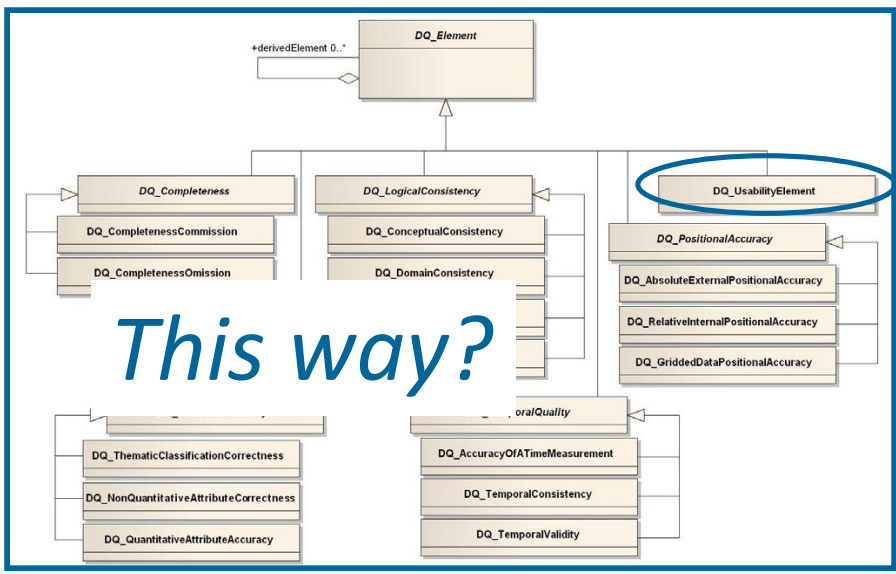 DQ_Element
+derivedElement 0..*
DQ_Completeness
DQ_LogicalConsistency
DQ_UsabilityElement
DQ_CompletenessCommission
DQ_ConceptualConsistency
DQ_PositionalAccuracy
DQ_CompletenessOmission
DQ_DomainConsistency
DQ_AbsoluteExternalPositionalAccuracy
DQ_RelativeInternalPositionalAccuracy
This way?
DQ_GriddedDataPositionalAccuracy
DQ_ThematicClassificationCorrectness
DQ_AccuracyOfATimeMeasurement
DQ_NonQuantitativeAttributeCorrectness
DQ_TemporalConsistency
DQ_QuantitativeAttributeAccuracy
DQ_TemporalValidity